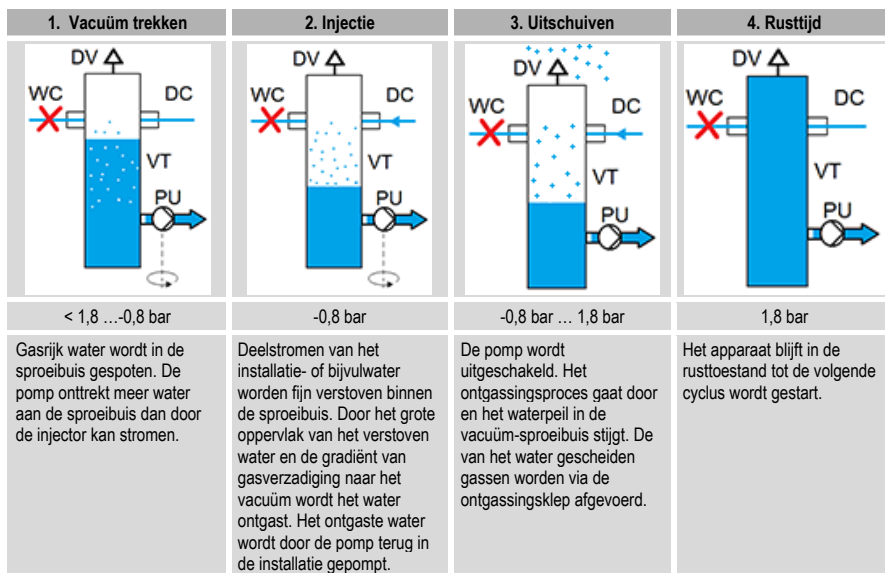 1. Vacuüm trekken
2. Injectie
3. Uitschuiven
4. Rusttijd
DV
WC
DC
VT
PU
DV
WC
DC
VT
PU
DV
WC
DC
VT
PU
DV
WC
DC
VT
PU
< 1,8 …-0,8 bar
-0,8 bar
-0,8 bar … 1,8 bar
1,8 bar
Gasrijk water wordt in de
sproeibuis gespoten. De
pomp onttrekt meer water
aan de sproeibuis dan door
de injector kan stromen.
Deelstromen van het
installatie- of bijvulwater
worden fijn verstoven binnen
de sproeibuis. Door het grote
oppervlak van het verstoven
water en de gradiënt van
gasverzadiging naar het
vacuüm wordt het water
ontgast. Het ontgaste water
wordt door de pomp terug in
de installatie gepompt.
De pomp wordt
uitgeschakeld. Het
ontgassingsproces gaat door
en het waterpeil in de
vacuüm-sproeibuis stijgt. De
van het water gescheiden
gassen worden via de
ontgassingsklep afgevoerd.
Het apparaat blijft in de
rusttoestand tot de volgende
cyclus wordt gestart.